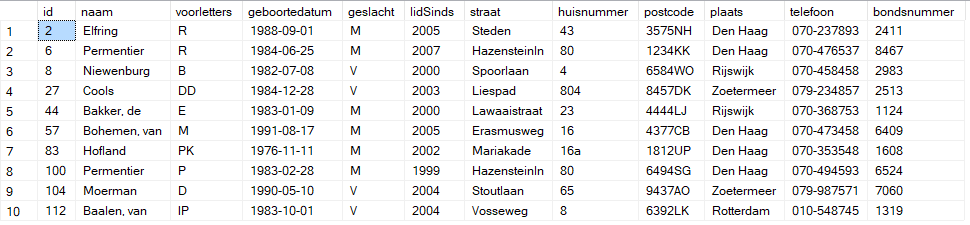 id naam voorletters geboortedatum geslacht lidSinds straat huisnummer postcode plaats telefoon bondsnummer
1 2 Elfring R 1988-09-01 M 2005 Steden 43 3575NH Den Haag 070-237893 2411
2 6 Permentier R 1984-06-25 M 2007 Hazensteinln 80 1234KK Den Haag 070-476537 8467
3 8 Niewenburg B 1982-07-08 V 2000 Spoorlaan 4 6584WO Rijswijk 070-458458 2983
4 27 Cools DD 1984-12-28 V 2003 Liespad 804 8457DK Zoetermeer 079-234857 2513
5 44 Bakker, de E 1983-01-09 M 2000 Lawaaistraat 23 4444LJ Rijswijk 070-368753 1124
6 57 Bohemen, van M 1991-08-17 M 2005 Erasmusweg 16 4377CB Den Haag 070-473458 6409
7 83 Hofland PK 1976-11-11 M 2002 Mariakade 16a 1812UP Den Haag 070-353548 1608
8 100 Permentier P 1983-02-28 M 1999 Hazensteinln 80 6494SG Den Haag 070-494593 6524
9 104 Moerman D 1990-05-10 V 2004 Stoutlaan 65 9437AO Zoetermeer 079-987571 7060
10 112 Baalen, van IP 1983-10-01 V 2004 Vosseweg 8 6392LK Rotterdam 010-548745 1319